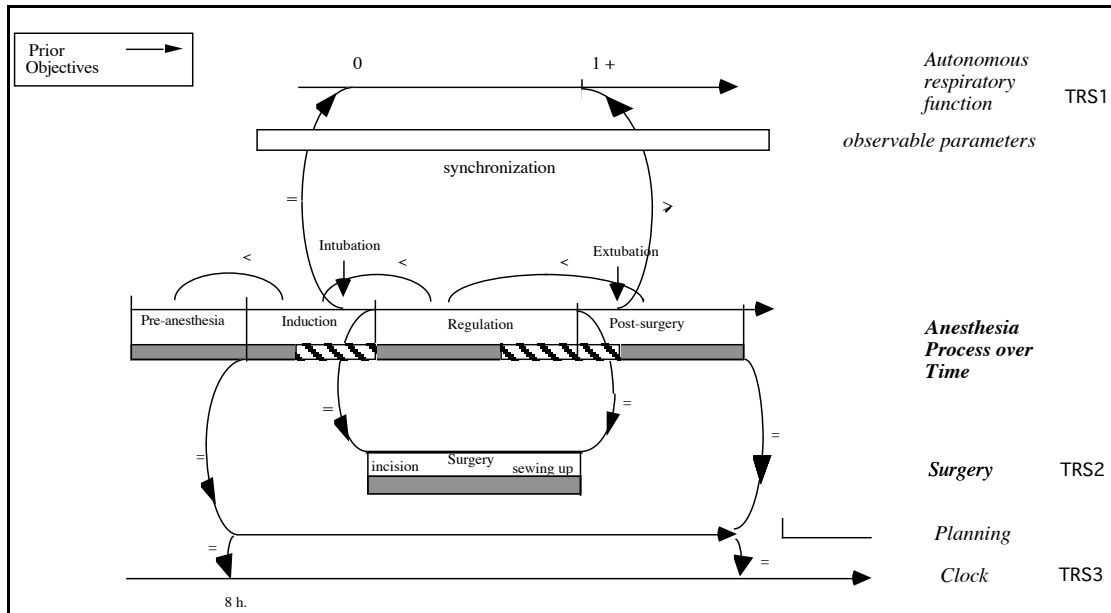 Prior
Objectives
0
1 +
Autonomous
respiratory
function
TRS1
observable parameters
synchronization
=
>
Intubation
Extubation
<
<
<
Pre-anesthesia
Induction
Regulation
Post-surgery
Anesthesia
Process over
Time
=
=
=
=
incision
Surgery
sewing up
Surgery
TRS2
Planning
=
=
Clock
TRS3
8 h.